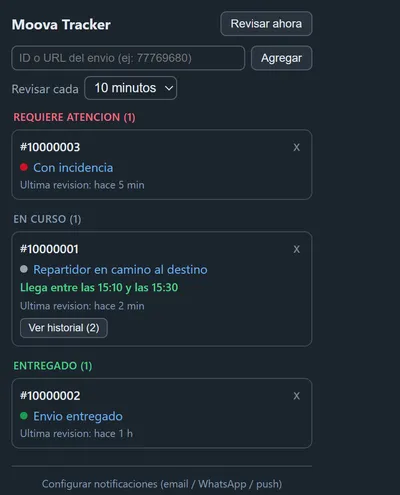 Moova Tracker
Revisar ahora
ID o URL del envio (ej: 77769680)
Agregar
Revisar cada
10 minutos
REQUIERE ATENCION (1)
#10000003
x
Con incidencia
Ultima revision: hace 5 min
EN CURSO (1)
#10000001
x
Repartidor en camino al destino
Llega entre las 15:10 y las 15:30
Ultima revision: hace 2 min
Ver historial (2)
ENTREGADO (1)
#10000002
x
Envio entregado
Ultima revision: hace 1 h
Configurar notificaciones (email / WhatsApp / push)